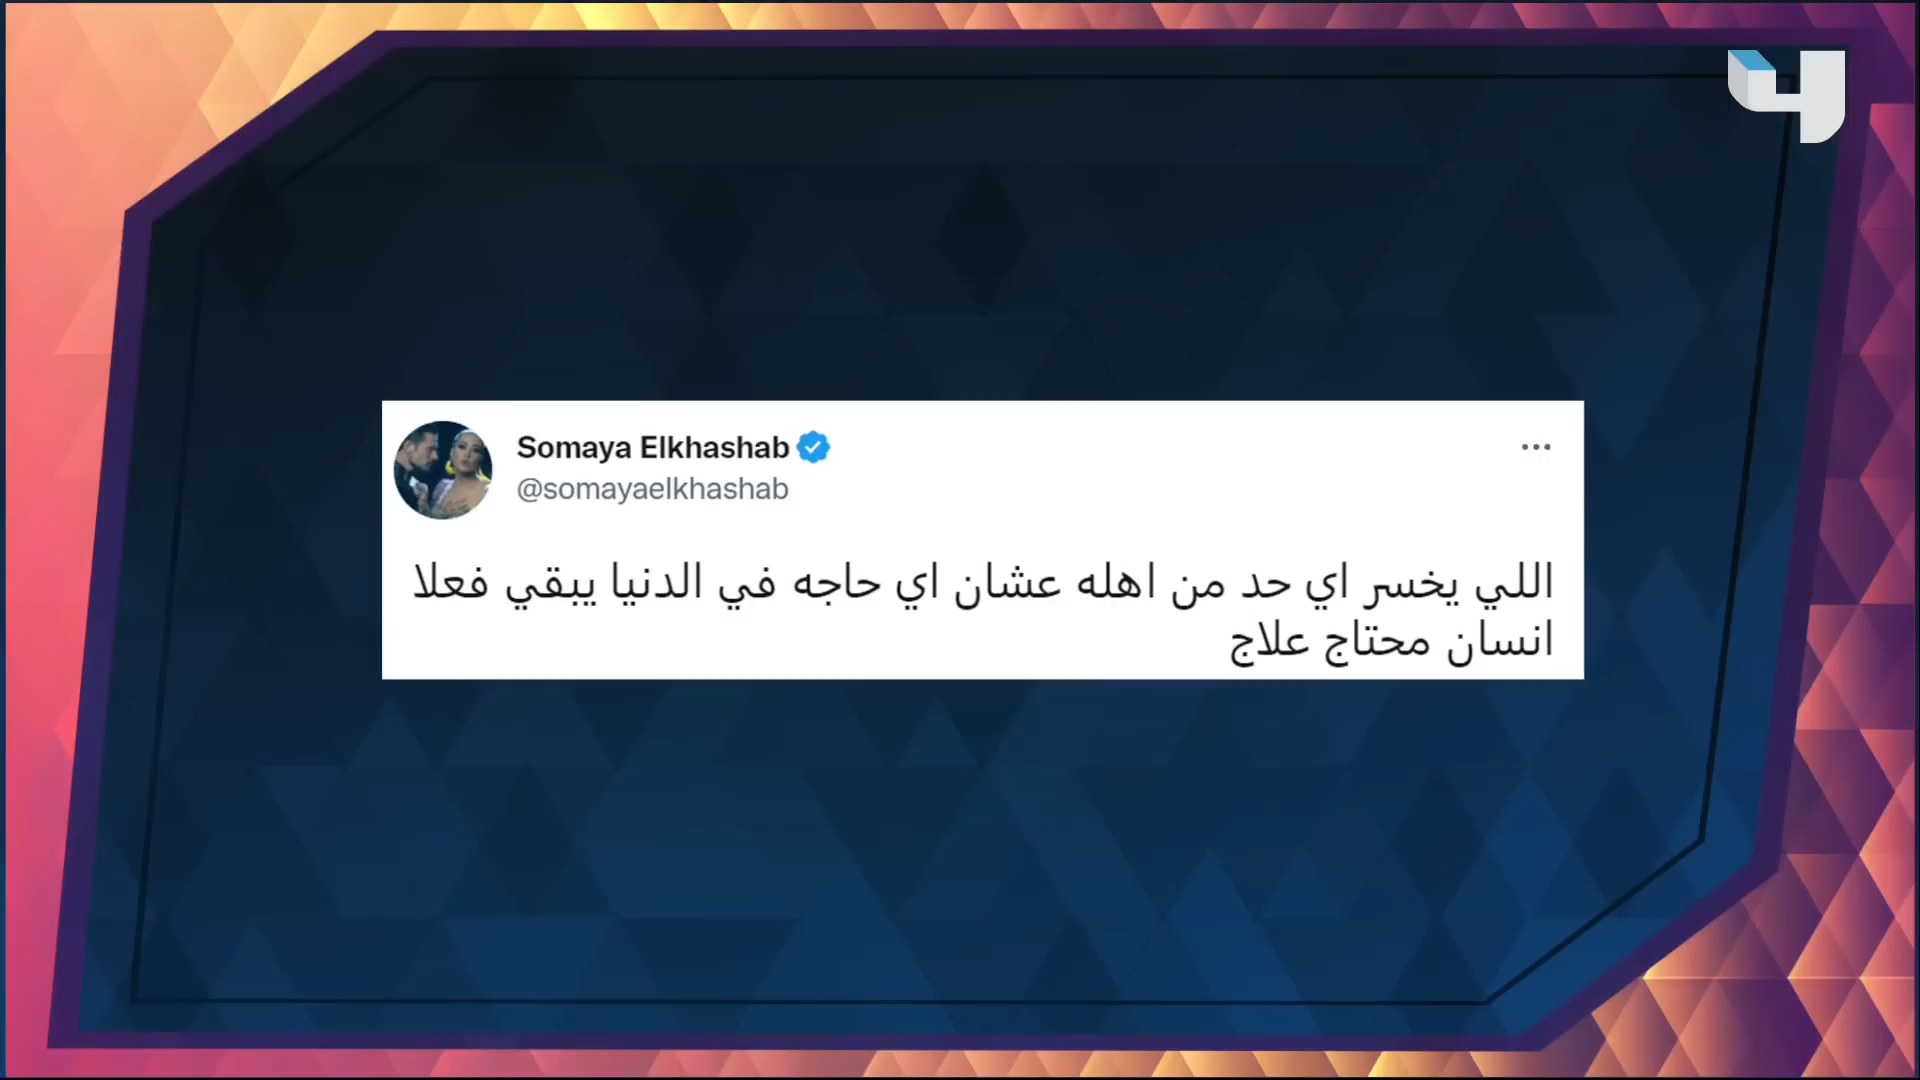 Somaya Elkhashab
@somayaelkhashab
اللي يخسر اي حد من اهله عشان اي حاجه في الدنيا يبقي فعلا
انسان محتاج علاج